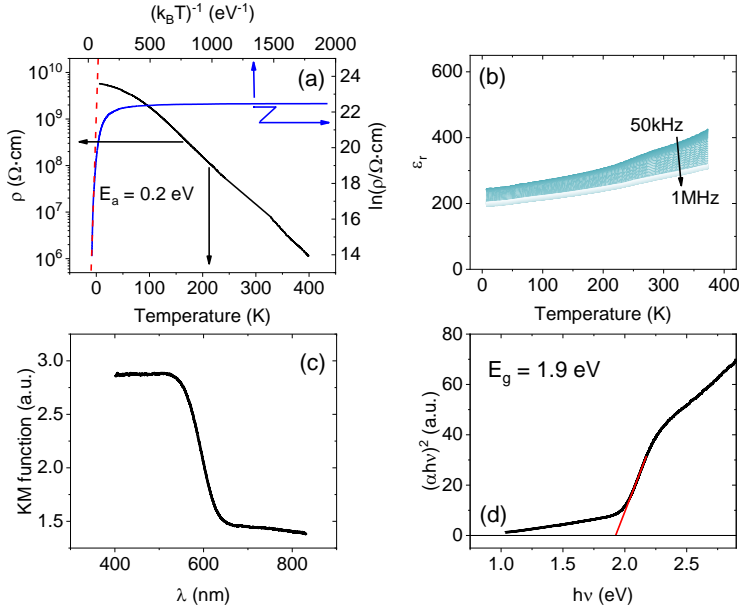 (k_BT)^-1 (eV^-1)
0 500 1000 1500 2000
(a)
10^10
10^9
10^8
10^7
10^6
ρ (Ω·cm)
24
22
20
18
16
14
ln(ρ/Ω·cm)
E_a = 0.2 eV
0 100 200 300 400
Temperature (K)
(b)
600
400
200
0
ε_r
50kHz
1MHz
0 100 200 300 400
Temperature (K)
(c)
3.0
2.5
2.0
1.5
KM function (a.u.)
400 600 800
λ (nm)
E_g = 1.9 eV
80
60
40
20
0
(αhν)^2 (a.u.)
(d)
1.0 1.5 2.0 2.5
hν (eV)